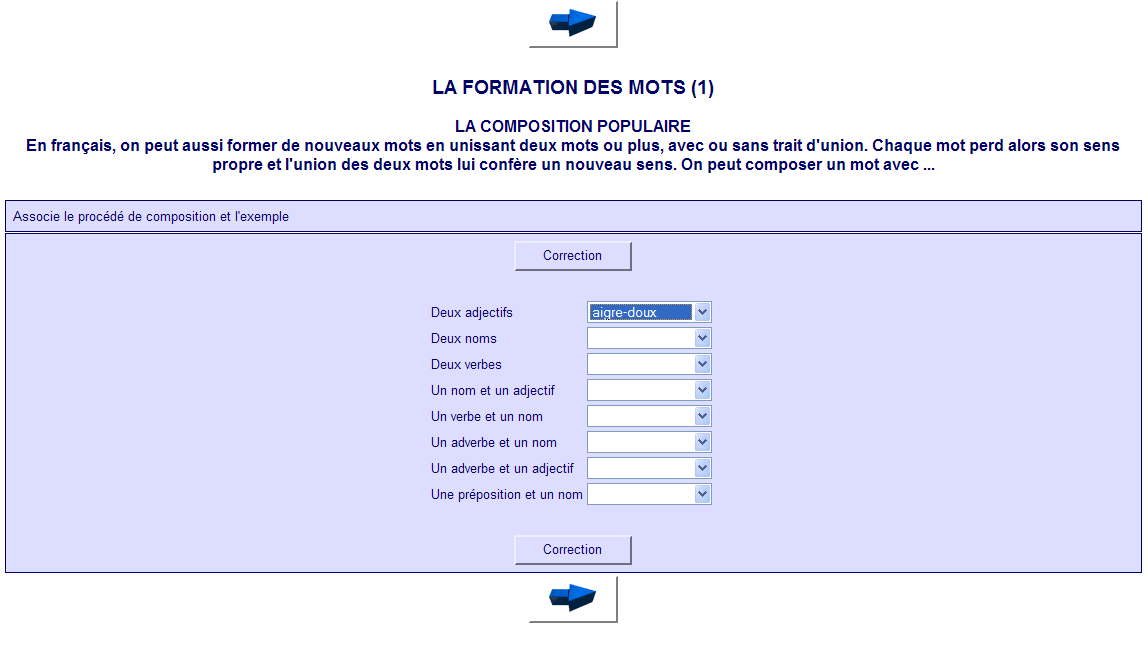 LA FORMATION DES MOTS (1)
LA COMPOSITION POPULAIRE
En français, on peut aussi former de nouveaux mots en unissant deux mots ou plus, avec ou sans trait d'union. Chaque mot perd alors son sens
propre et l'union des deux mots lui confère un nouveau sens. On peut composer un mot avec ...
Associe le procédé de composition et l'exemple
Correction
Deux adjectifs aigre-doux
Deux noms
Deux verbes
Un nom et un adjectif
Un verbe et un nom
Un adverbe et un nom
Un adverbe et un adjectif
Une préposition et un nom
Correction